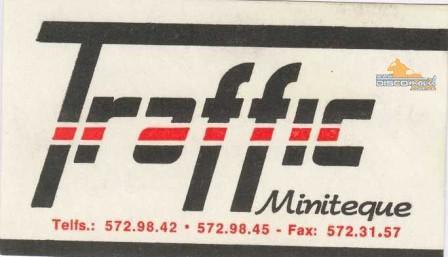 Traffic
Miniteque
Telfs.: 572.98.42 • 572.98.45 - Fax: 572.31.57